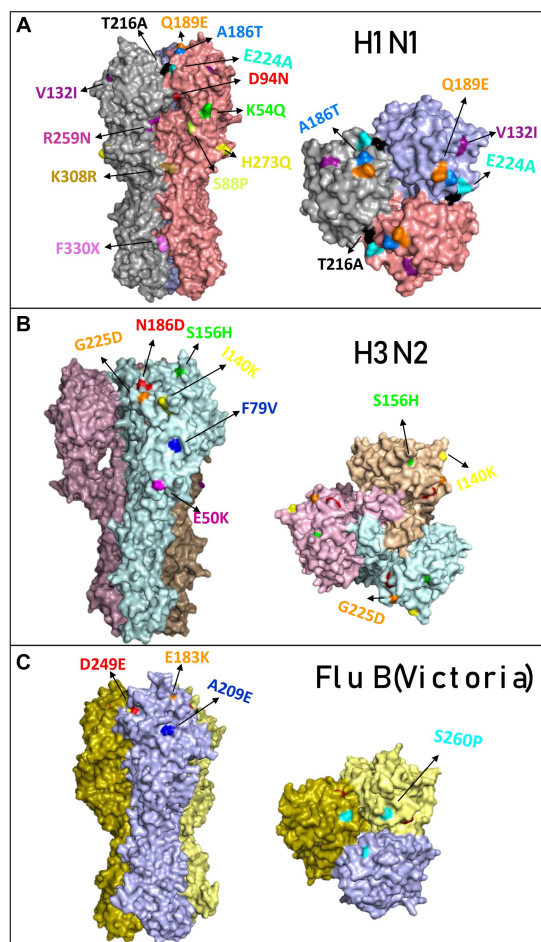 A
T216A
Q189E
A186T
E224A
D94N
V132I
K54Q
R259N
H273Q
K308R
S88P
F330X
H1N1
Q189E
A186T
V132I
E224A
T216A
B
N186D
S156H
G225D
I140K
F79V
E50K
H3N2
S156H
I140K
G225D
C
D249E
E183K
A209E
Flu B(Victoria)
S260P